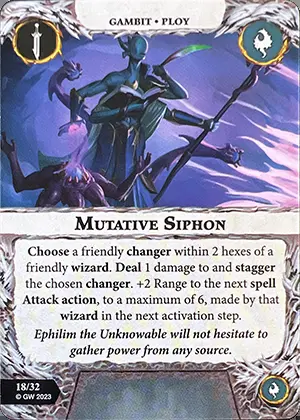 GAMBIT • PLOY
MUTATIVE SIPHON
Choose a friendly changer within 2 hexes of a
friendly wizard. Deal 1 damage to and stagger
the chosen changer. +2 Range to the next spell
Attack action, to a maximum of 6, made by that
wizard in the next activation step.
Ephilim the Unknowable will not hesitate to
gather power from any source.
18/32
© GW 2023